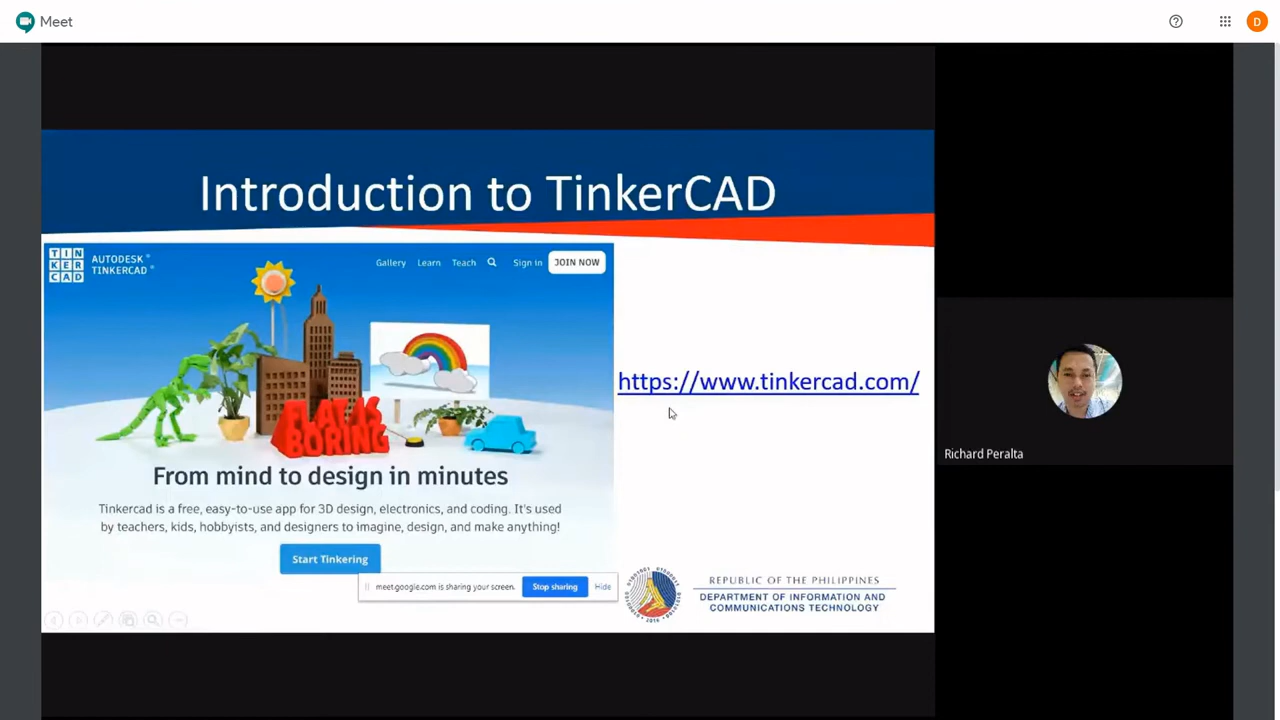 Meet
D
Introduction to TinkerCAD
TIN
KER
CAD
AUTODESK®
TINKERCAD®
Gallery Learn Teach Sign in JOIN NOW
FLAT IS
BORING
https://www.tinkercad.com/
From mind to design in minutes
Tinkercad is a free, easy-to-use app for 3D design, electronics, and coding. It's used
by teachers, kids, hobbyists, and designers to imagine, design, and make anything!
Start Tinkering
meet.google.com is sharing your screen. Stop sharing Hide
REPUBLIC OF THE PHILIPPINES
DEPARTMENT OF INFORMATION AND
COMMUNICATIONS TECHNOLOGY
2016
Richard Peralta